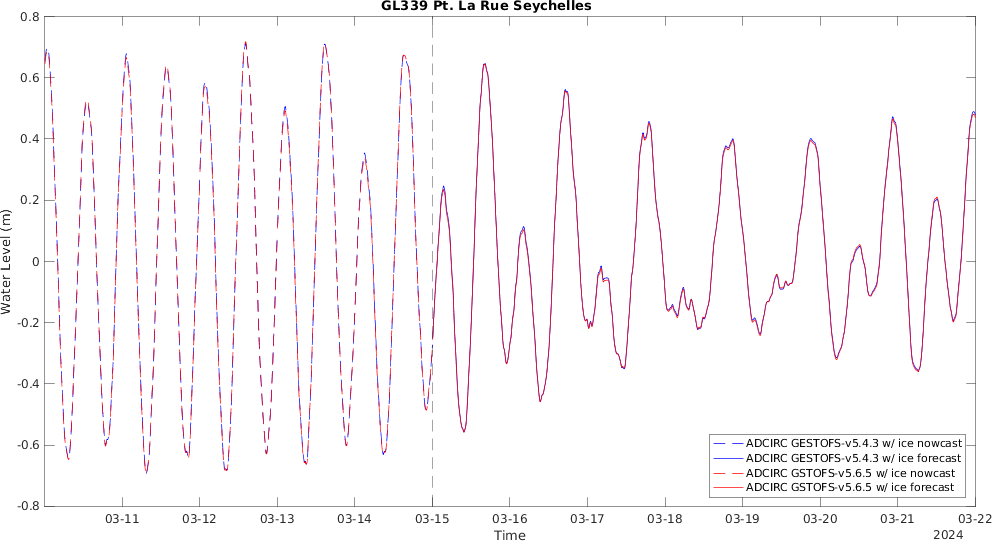 GL339 Pt. La Rue Seychelles
0.8
0.6
0.4
0.2
0
-0.2
-0.4
-0.6
-0.8
Water Level (m)
ADCIRC GESTOFS-v5.4.3 w/ ice nowcast
ADCIRC GESTOFS-v5.4.3 w/ ice forecast
ADCIRC GSTOFS-v5.6.5 w/ ice nowcast
ADCIRC GSTOFS-v5.6.5 w/ ice forecast
03-11 03-12 03-13 03-14 03-15 03-16 03-17 03-18 03-19 03-20 03-21 03-22
Time
2024